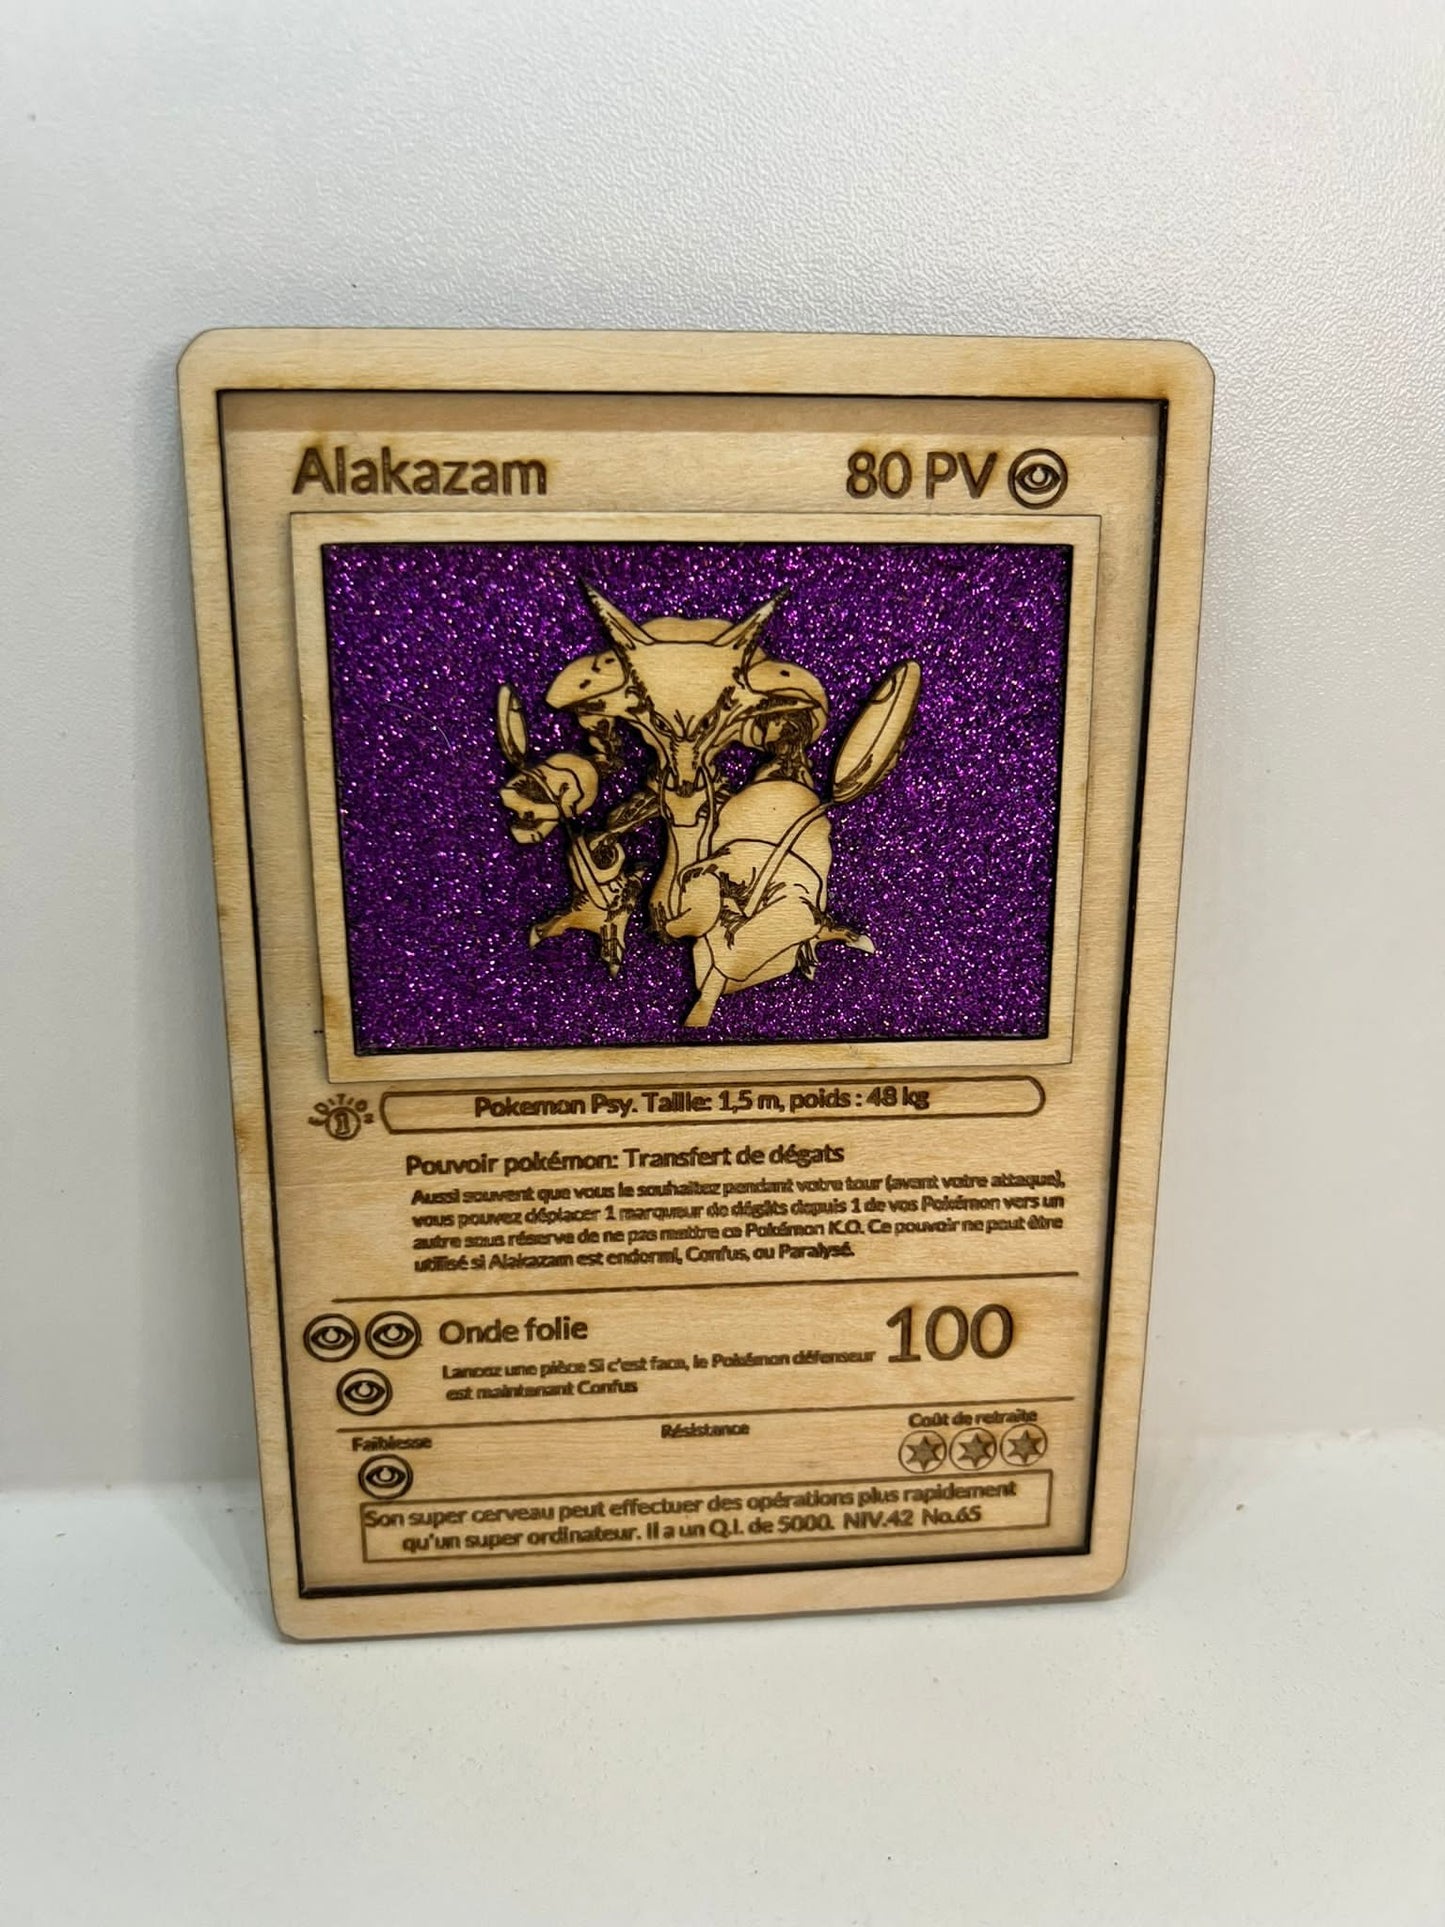 Alakazam 80 PV
EDITION
1
Pokemon Psy. Taille: 1,5 m, poids : 48 kg
Pouvoir pokémon: Transfert de dégats
Aussi souvent que vous le souhaitez pendant votre tour (avant votre attaque),
vous pouvez déplacer 1 marqueur de dégâts depuis 1 de vos Pokémon vers un
autre sous réserve de ne pas mettre ce Pokémon K.O. Ce pouvoir ne peut être
utilisé si Alakazam est endormi, Confus, ou Paralysé.
Onde folie 100
Lancez une pièce Si c'est face, le Pokémon défenseur
est maintenant Confus
Faiblesse Résistance Coût de retraite
Son super cerveau peut effectuer des opérations plus rapidement
qu'un super ordinateur. Il a un Q.I. de 5000. NIV.42 No.65